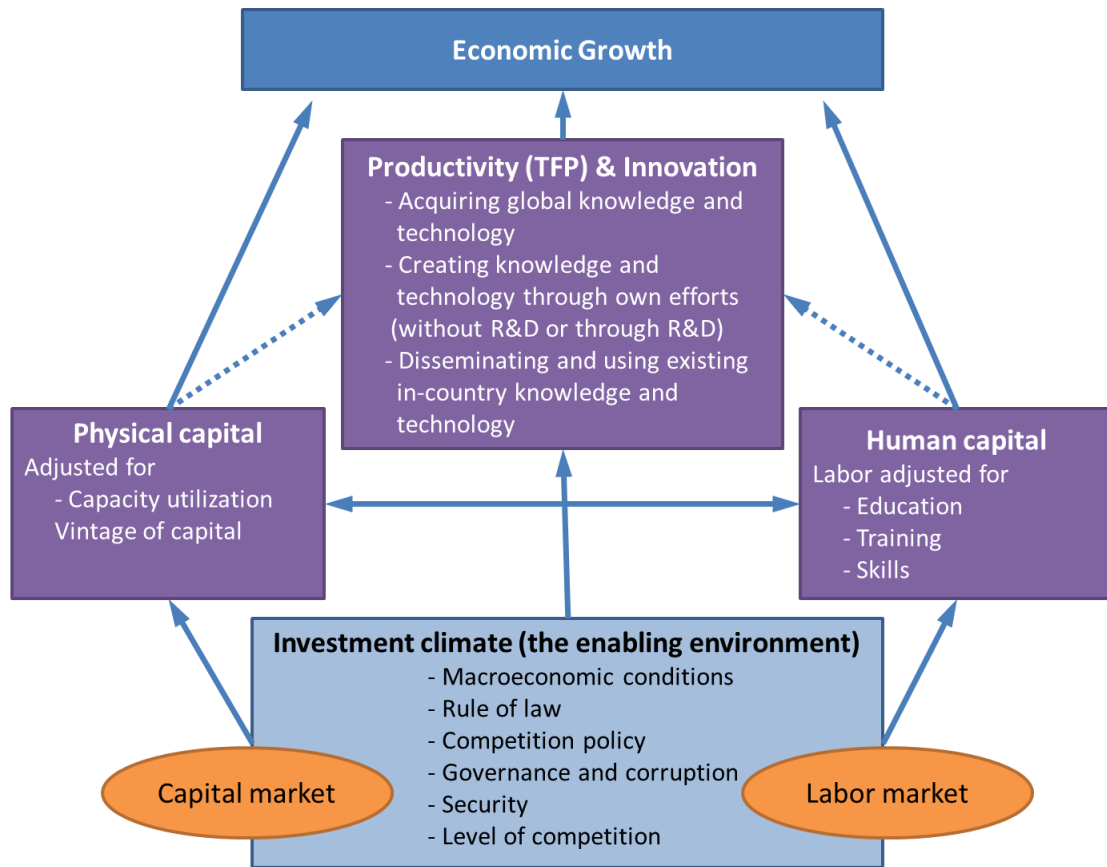 Economic Growth
Productivity (TFP) & Innovation
- Acquiring global knowledge and
technology
- Creating knowledge and
technology through own efforts
(without R&D or through R&D)
- Disseminating and using existing
in-country knowledge and
technology
Physical capital
Adjusted for
- Capacity utilization
Vintage of capital
Human capital
Labor adjusted for
- Education
- Training
- Skills
Investment climate (the enabling environment)
- Macroeconomic conditions
- Rule of law
- Competition policy
- Governance and corruption
- Security
- Level of competition
Capital market
Labor market